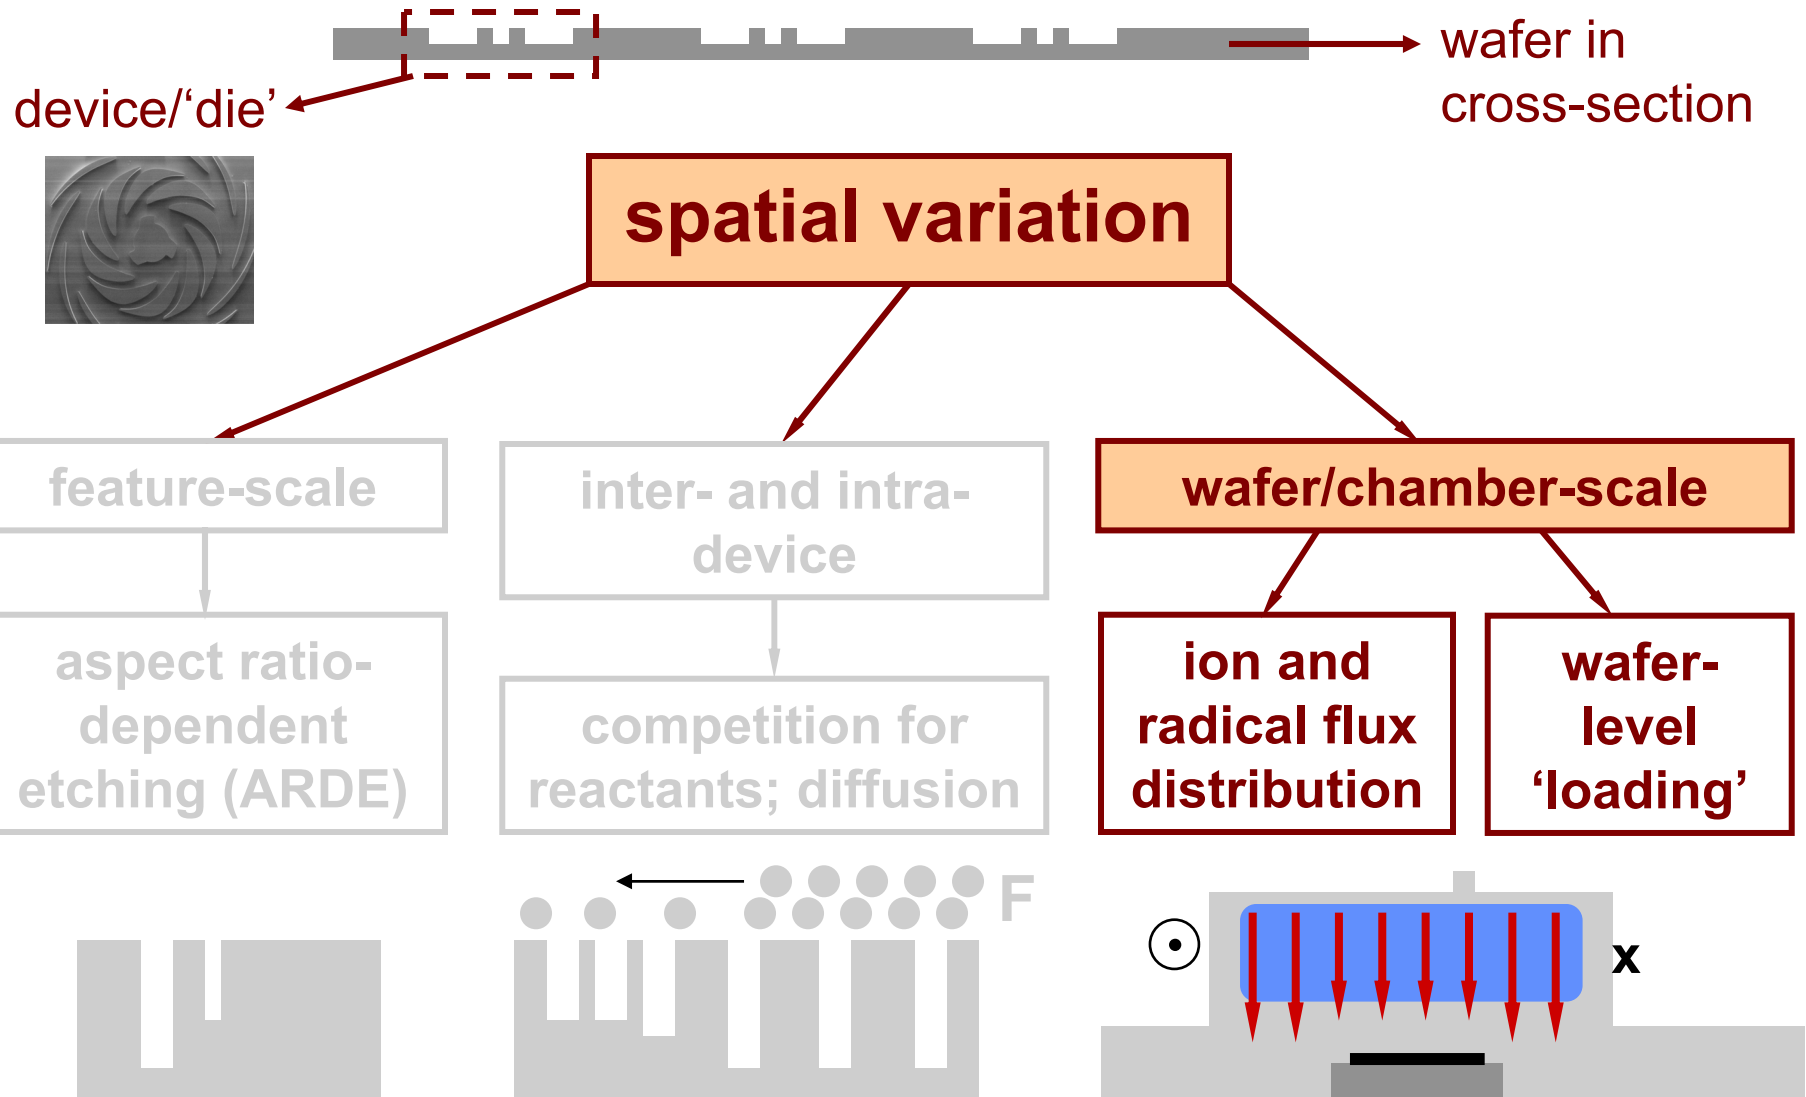 wafer in
cross-section
device/‘die’
spatial variation
feature-scale
inter- and intra-
device
wafer/chamber-scale
aspect ratio-
dependent
etching (ARDE)
competition for
reactants; diffusion
ion and
radical flux
distribution
wafer-
level
‘loading’
F
x